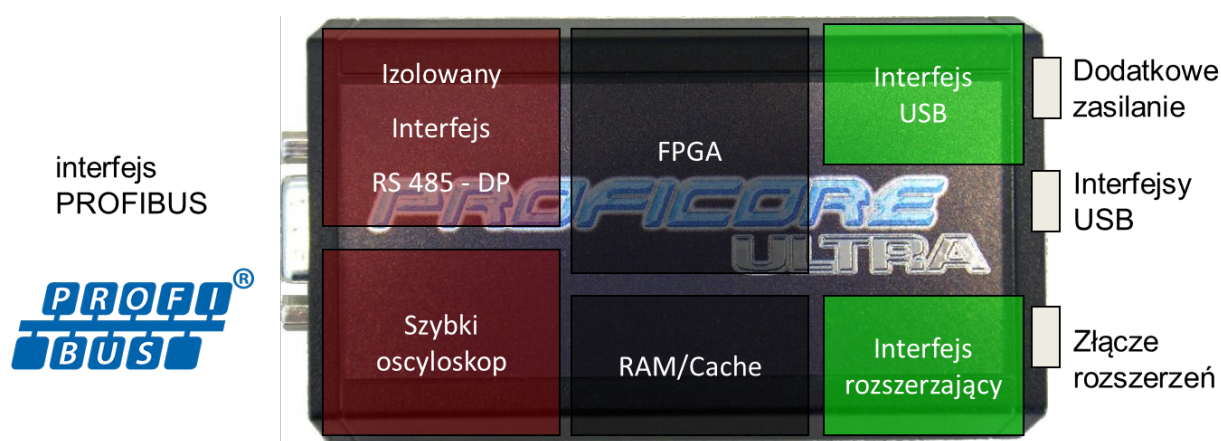 interfejs
PROFIBUS
PROFI®
BUS
Izolowany
Interfejs
RS 485 - DP
Szybki
oscyloskop
FPGA
RAM/Cache
PROFICORE
ULTRA
Interfejs
USB
Interfejs
rozszerzający
Dodatkowe
zasilanie
Interfejsy
USB
Złącze
rozszerzeń